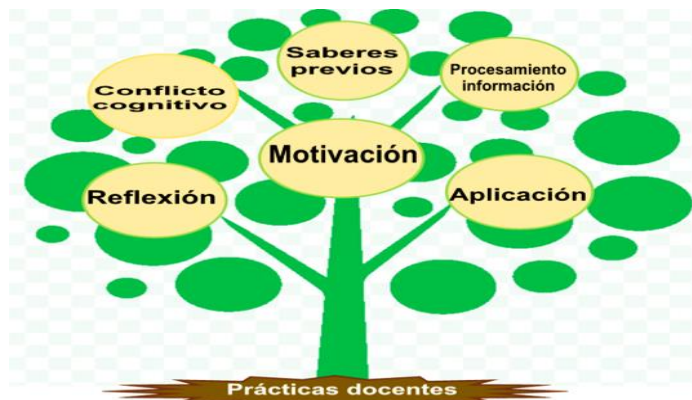 Saberes
previos
Conflicto
cognitivo
Procesamiento
información
Motivación
Reflexión
Aplicación
Prácticas docentes